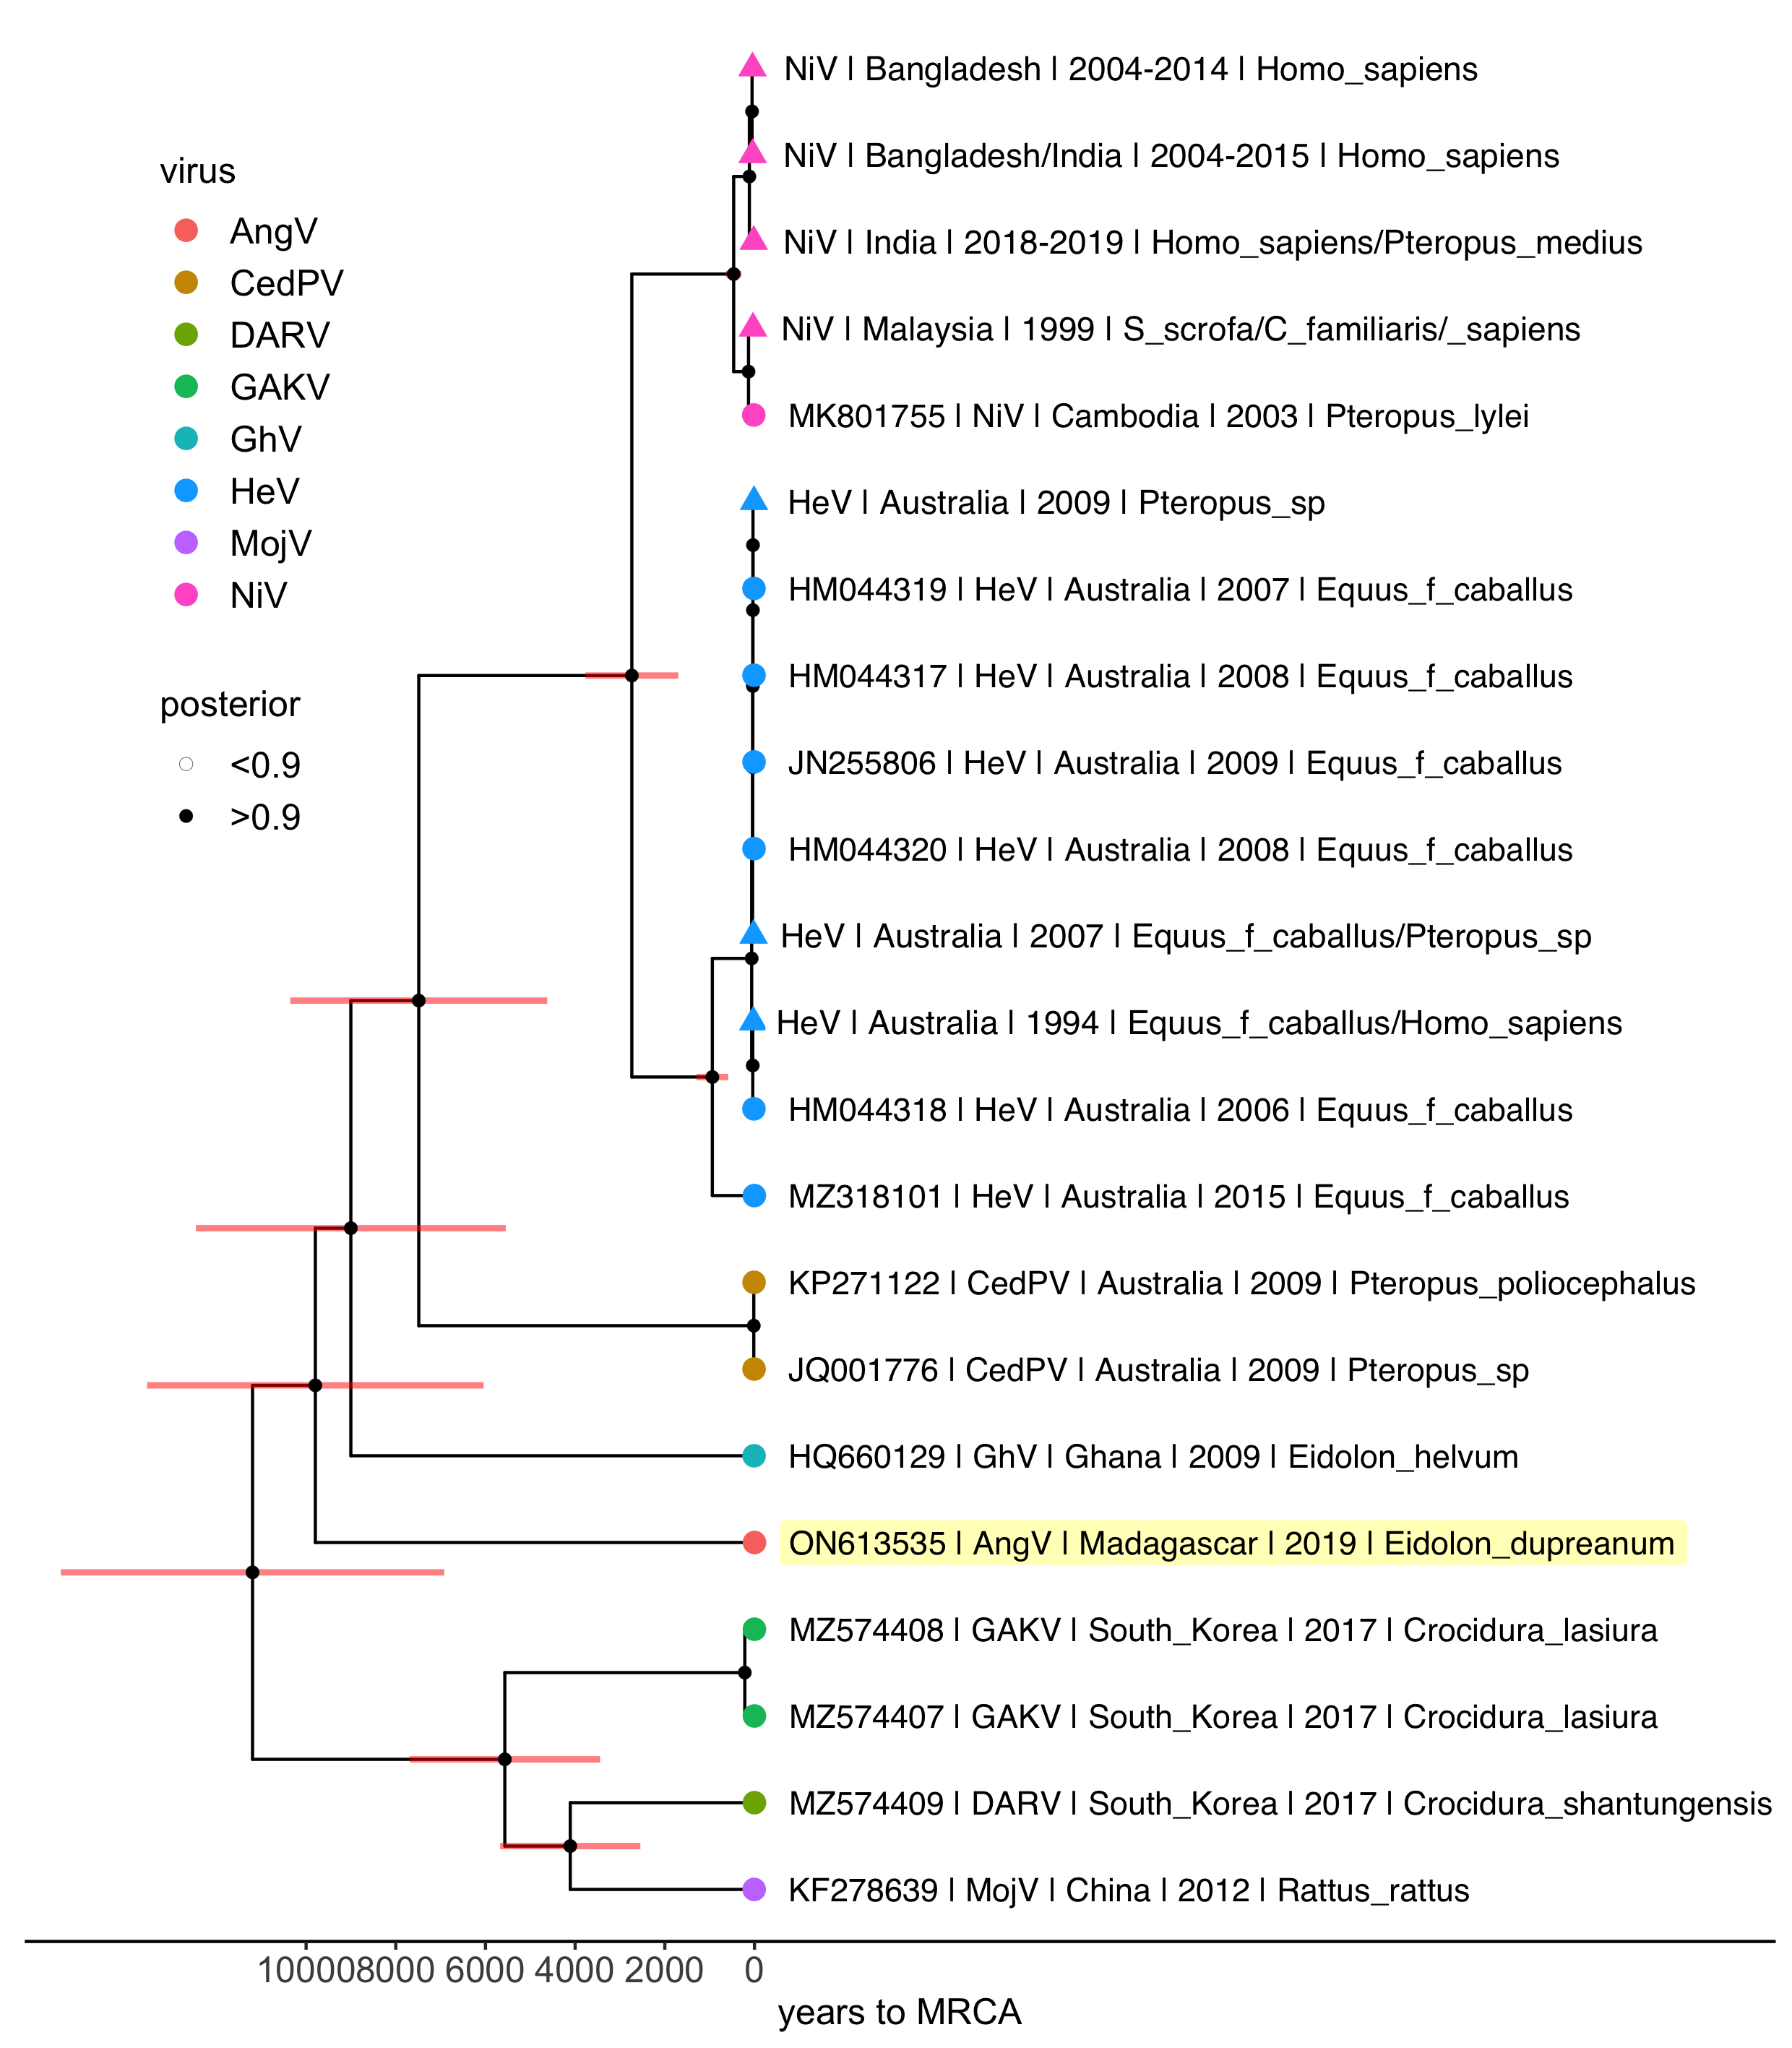 virus
AngV
CedPV
DARV
GAKV
GhV
HeV
MojV
NiV
posterior
<0.9
>0.9
NiV | Bangladesh | 2004-2014 | Homo_sapiens
NiV | Bangladesh/India | 2004-2015 | Homo_sapiens
NiV | India | 2018-2019 | Homo_sapiens/Pteropus_medius
NiV | Malaysia | 1999 | S_scrofa/C_familiaris/_sapiens
MK801755 | NiV | Cambodia | 2003 | Pteropus_lylei
HeV | Australia | 2009 | Pteropus_sp
HM044319 | HeV | Australia | 2007 | Equus_f_caballus
HM044317 | HeV | Australia | 2008 | Equus_f_caballus
JN255806 | HeV | Australia | 2009 | Equus_f_caballus
HM044320 | HeV | Australia | 2008 | Equus_f_caballus
HeV | Australia | 2007 | Equus_f_caballus/Pteropus_sp
HeV | Australia | 1994 | Equus_f_caballus/Homo_sapiens
HM044318 | HeV | Australia | 2006 | Equus_f_caballus
MZ318101 | HeV | Australia | 2015 | Equus_f_caballus
KP271122 | CedPV | Australia | 2009 | Pteropus_poliocephalus
JQ001776 | CedPV | Australia | 2009 | Pteropus_sp
HQ660129 | GhV | Ghana | 2009 | Eidolon_helvum
ON613535 | AngV | Madagascar | 2019 | Eidolon_dupreanum
MZ574408 | GAKV | South_Korea | 2017 | Crocidura_lasiura
MZ574407 | GAKV | South_Korea | 2017 | Crocidura_lasiura
MZ574409 | DARV | South_Korea | 2017 | Crocidura_shantungensis
KF278639 | MojV | China | 2012 | Rattus_rattus
10000 8000 6000 4000 2000 0
years to MRCA